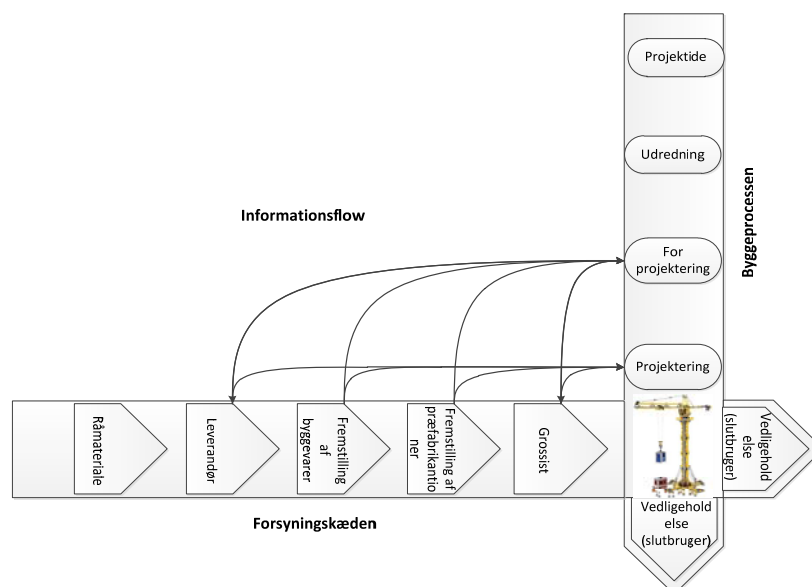 Projektide
Udredning
Byggeprocessen
Informationsflow
For
projektering
Projektering
Råmateriale
Leverandør
Fremstilling
af
byggevarer
Fremstilling af
præfabrikantio
ner
Grossist
Vedligehold
else
(slutbruger)
Forsyningskæden
Vedligehold
else
(slutbruger)